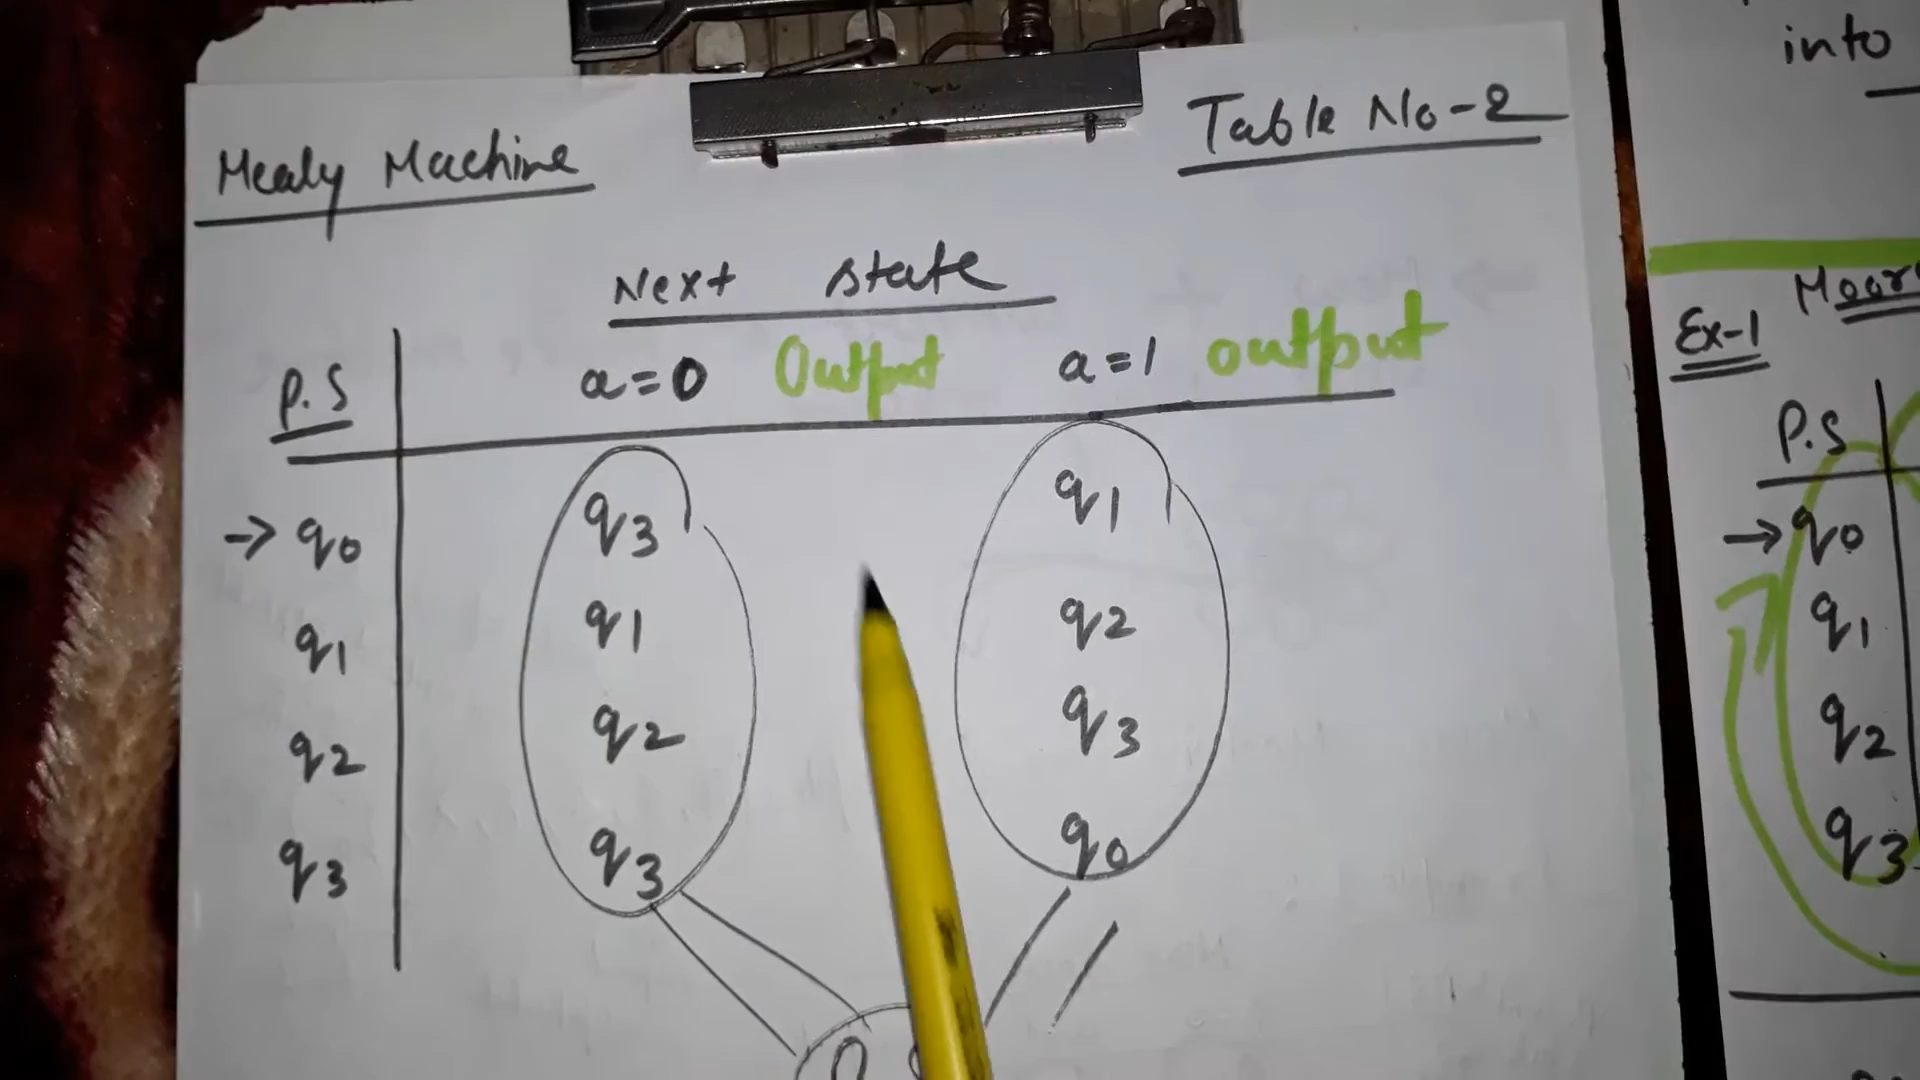 Mealy Machine
Table No-2
Next state
P.S a=0 Output a=1 output
→ q0 q3 q1
q1 q1 q2
q2 q2 q3
q3 q3 q0
into
Ex-1
P.S
→ q0
q1
q2
q3